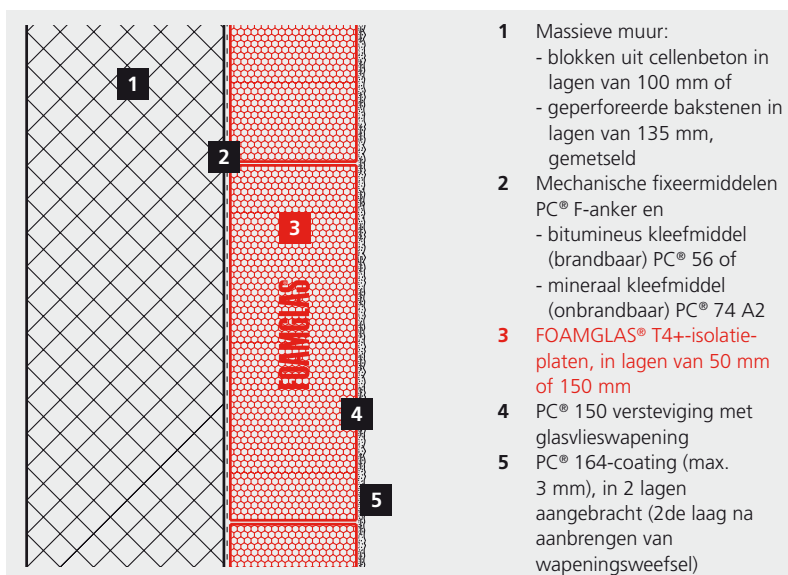 1
2
3
FOAMGLAS
4
5
1 Massieve muur:
- blokken uit cellenbeton in
lagen van 100 mm of
- geperforeerde bakstenen in
lagen van 135 mm,
gemetseld
2 Mechanische fixeermiddelen
PC® F-anker en
- bitumineus kleefmiddel
(brandbaar) PC® 56 of
- mineraal kleefmiddel
(onbrandbaar) PC® 74 A2
3 FOAMGLAS® T4+-isolatie-
platen, in lagen van 50 mm
of 150 mm
4 PC® 150 versteviging met
glasvlieswapening
5 PC® 164-coating (max.
3 mm), in 2 lagen
aangebracht (2de laag na
aanbrengen van
wapeningsweefsel)